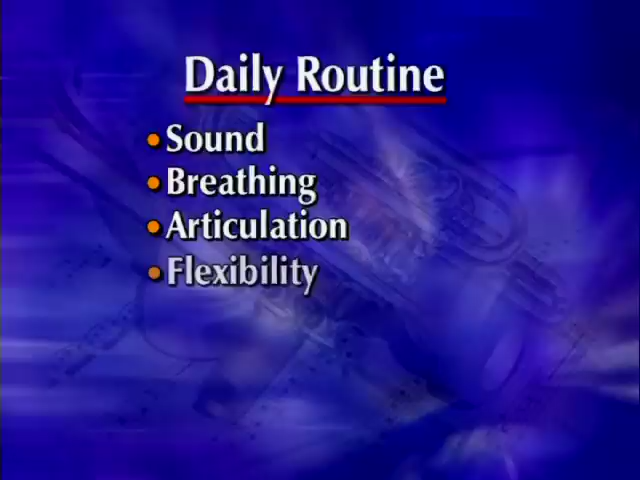 Daily Routine
• Sound
• Breathing
• Articulation
• Flexibility